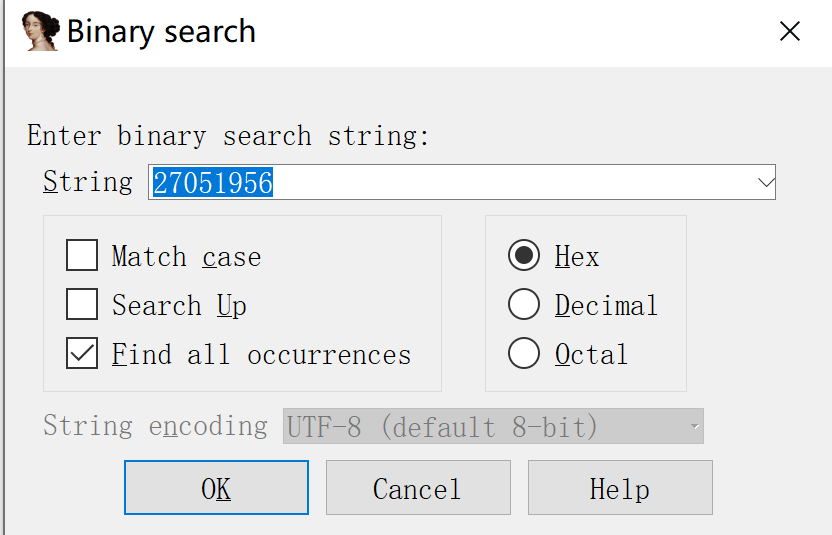 Binary search
Enter binary search string:
String 27051956
Match case
Search Up
Find all occurrences
Hex
Decimal
Octal
String encoding UTF-8 (default 8-bit)
OK Cancel Help